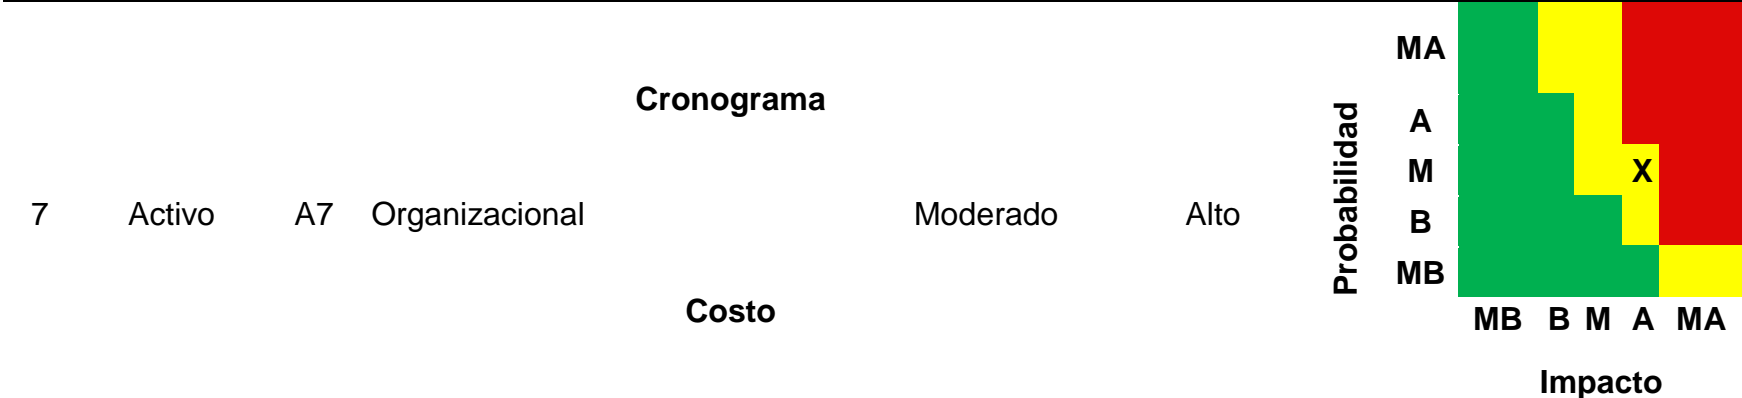 Cronograma
7 Activo A7 Organizacional Moderado Alto
Costo
Probabilidad
MA
A
M X
B
MB
MB B M A MA
Impacto